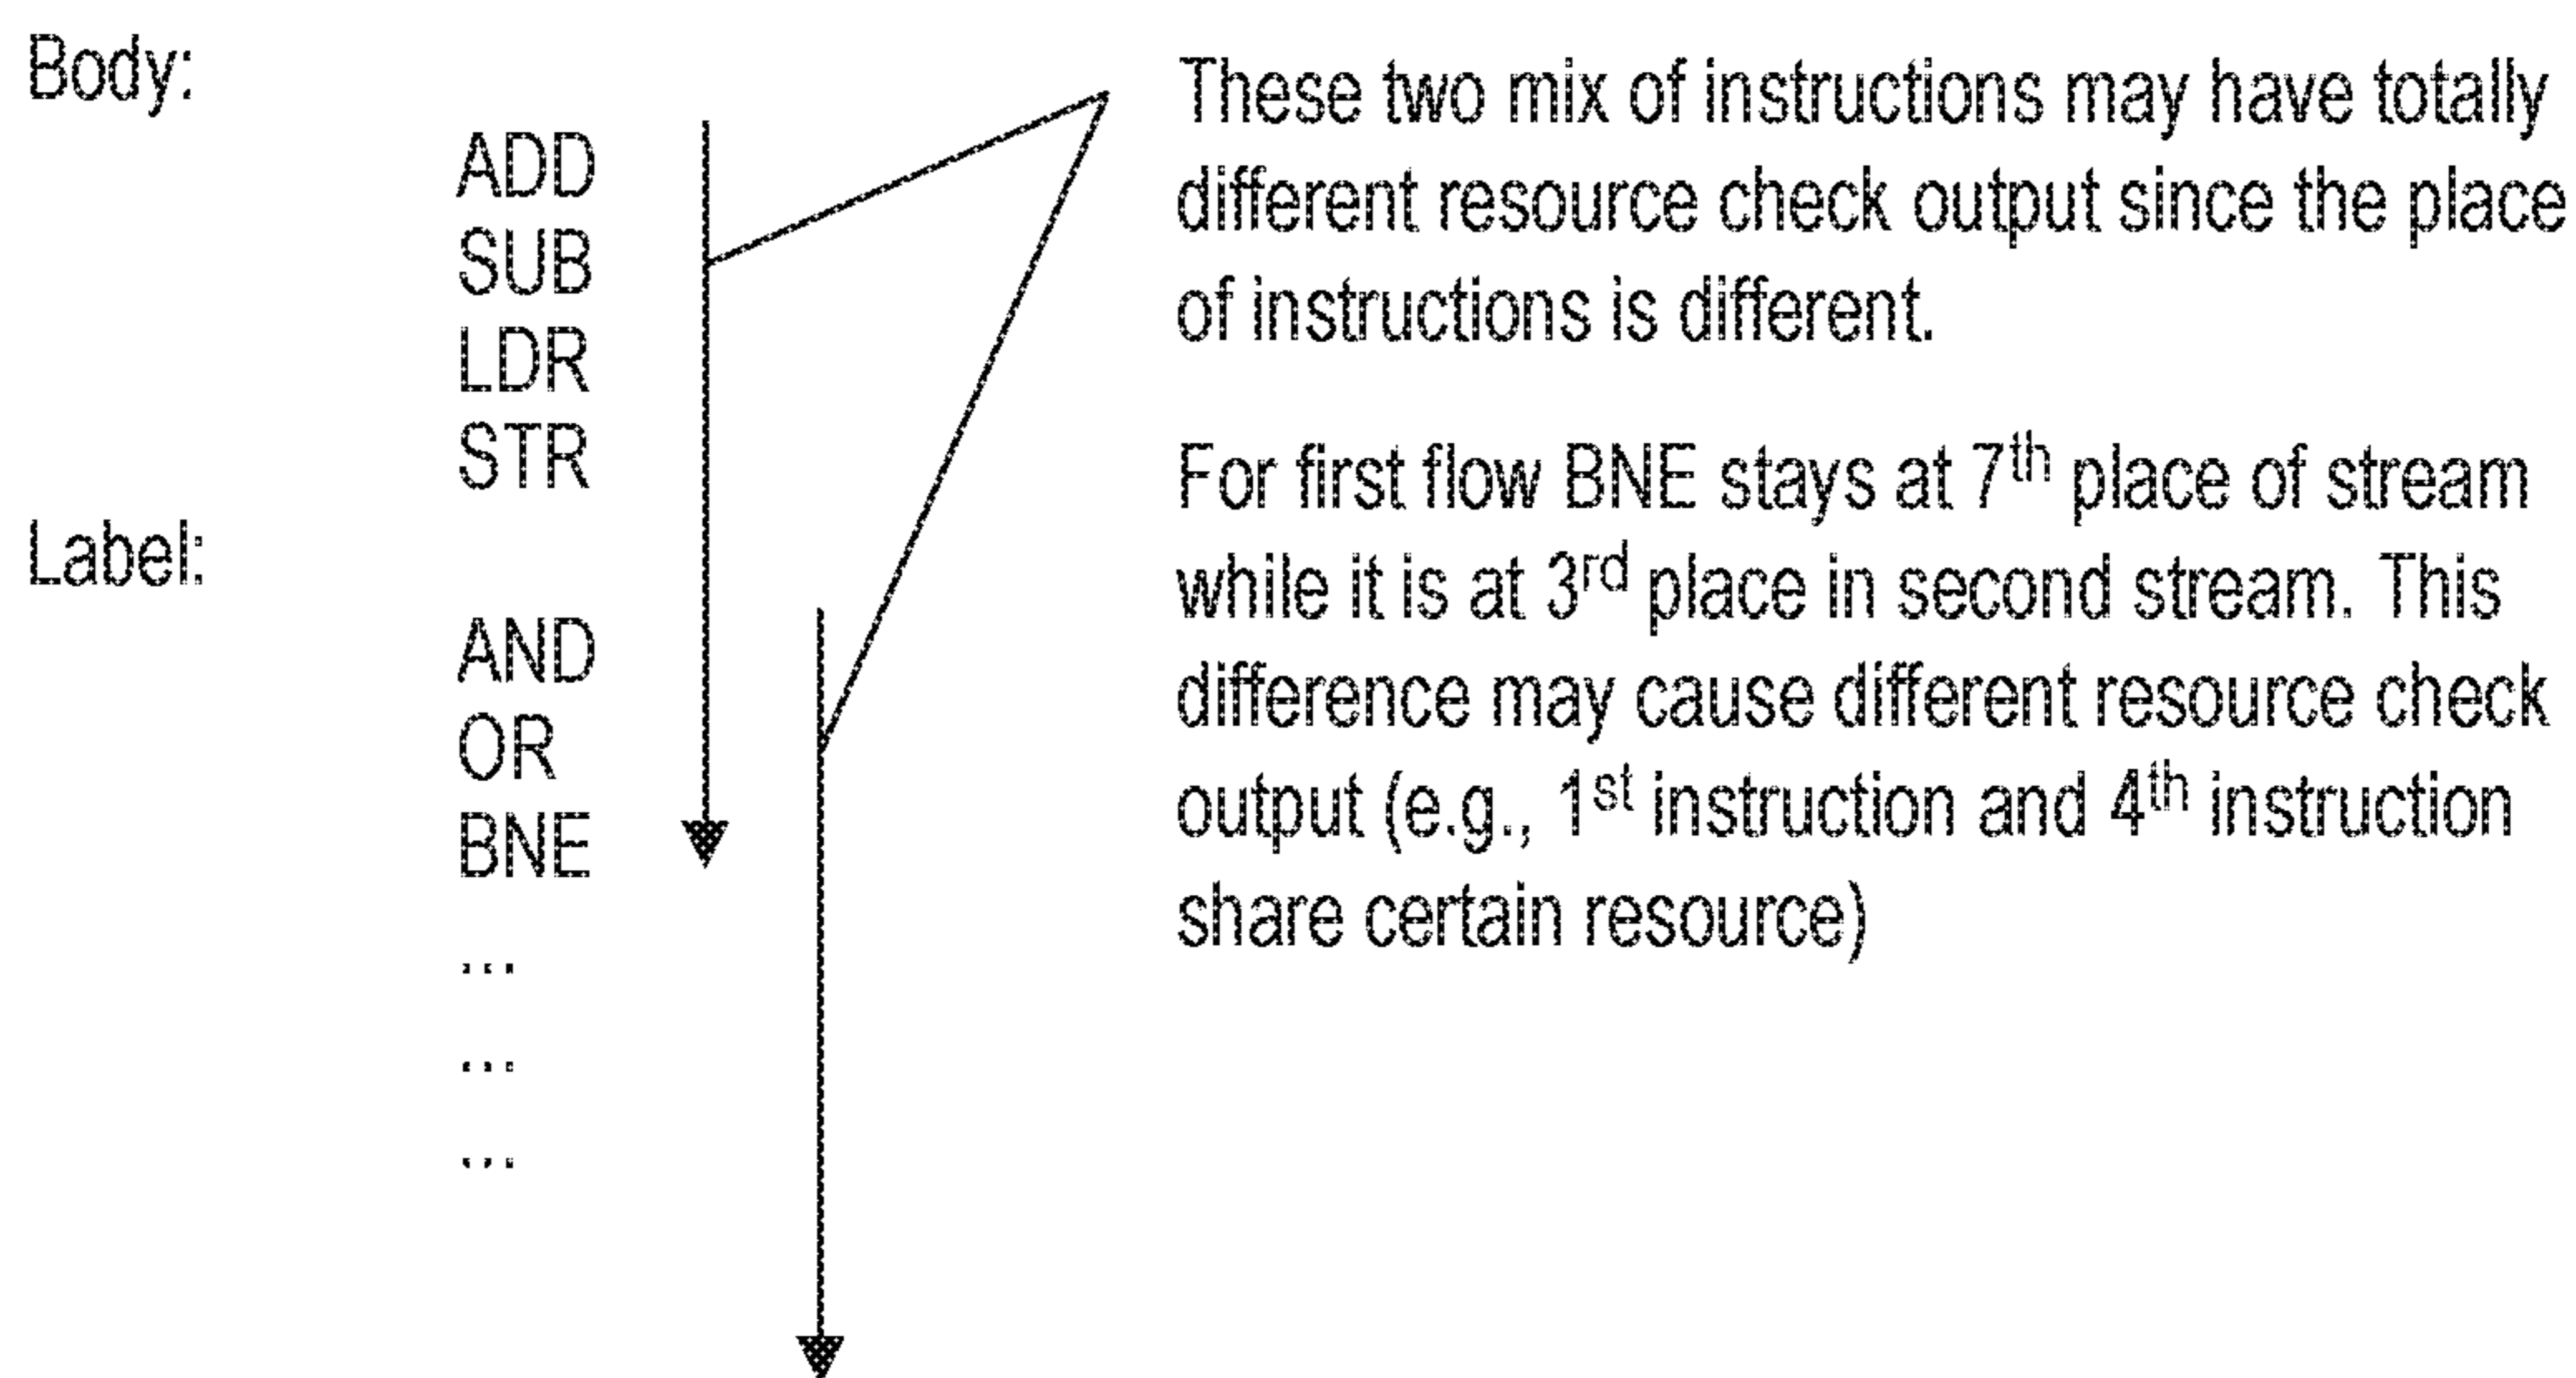 Body:
ADD
SUB
LDR
STR
Label:
AND
OR
BNE
...
...
...
These two mix of instructions may have totally
different resource check output since the place
of instructions is different.
For first flow BNE stays at 7th place of stream
while it is at 3rd place in second stream. This
difference may cause different resource check
output (e.g., 1st instruction and 4th instruction
share certain resource)